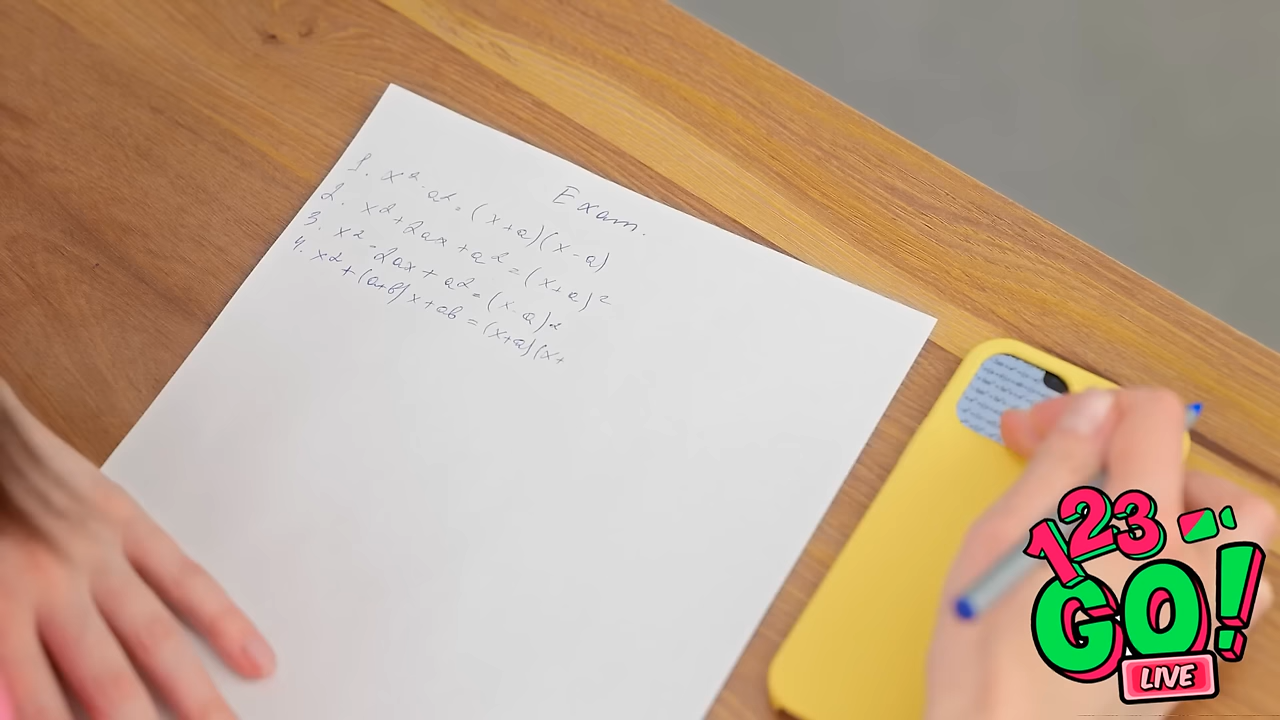 Exam.
1. x²-a²=(x+a)(x-a)
2. x²+2ax+a²=(x+a)²
3. x²-2ax+a²=(x-a)²
4. x²+(a+b)x+ab=(x+a)(x+
123
GO!
LIVE